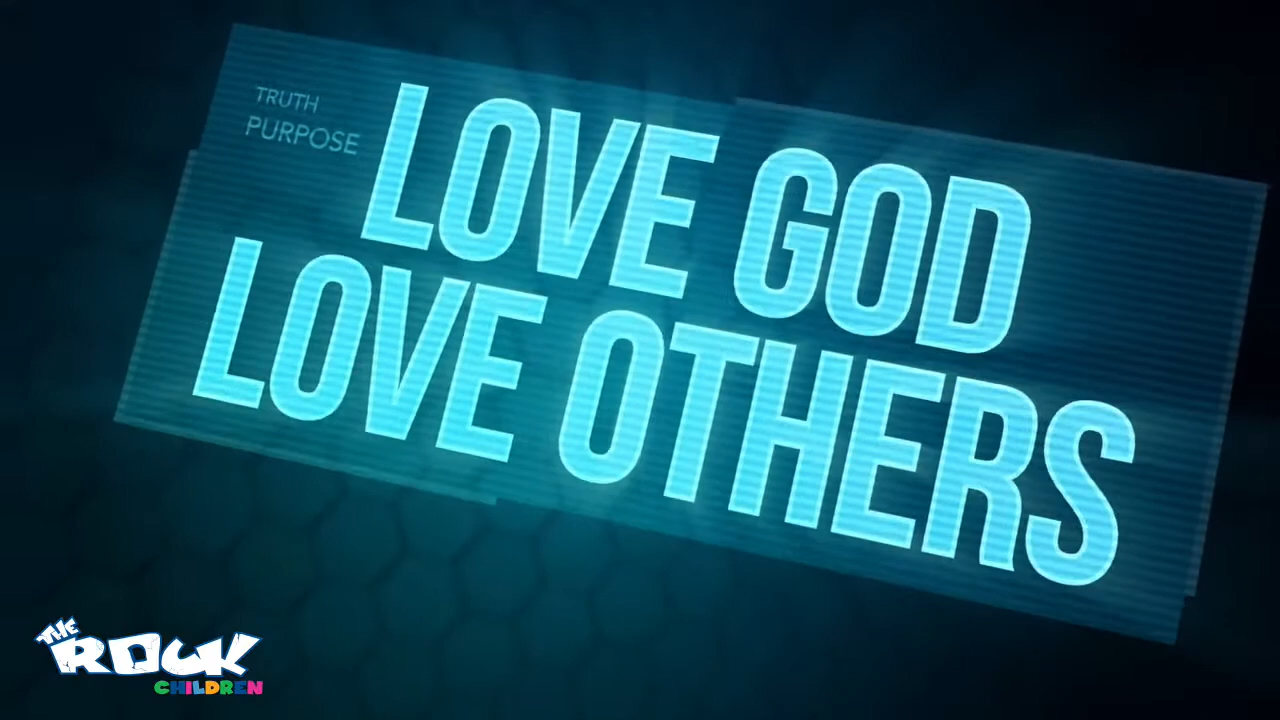 TRUTH
PURPOSE
LOVE GOD
LOVE OTHERS
THE
ROCK
CHILDREN